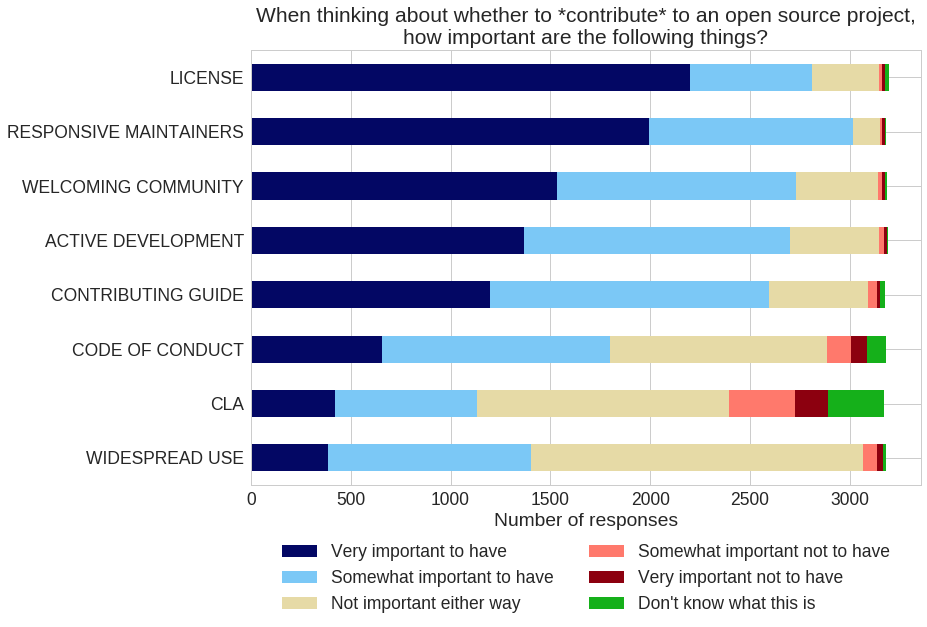 When thinking about whether to *contribute* to an open source project,
how important are the following things?
LICENSE
RESPONSIVE MAINTAINERS
WELCOMING COMMUNITY
ACTIVE DEVELOPMENT
CONTRIBUTING GUIDE
CODE OF CONDUCT
CLA
WIDESPREAD USE
0 500 1000 1500 2000 2500 3000
Number of responses
Very important to have
Somewhat important to have
Not important either way
Somewhat important not to have
Very important not to have
Don't know what this is